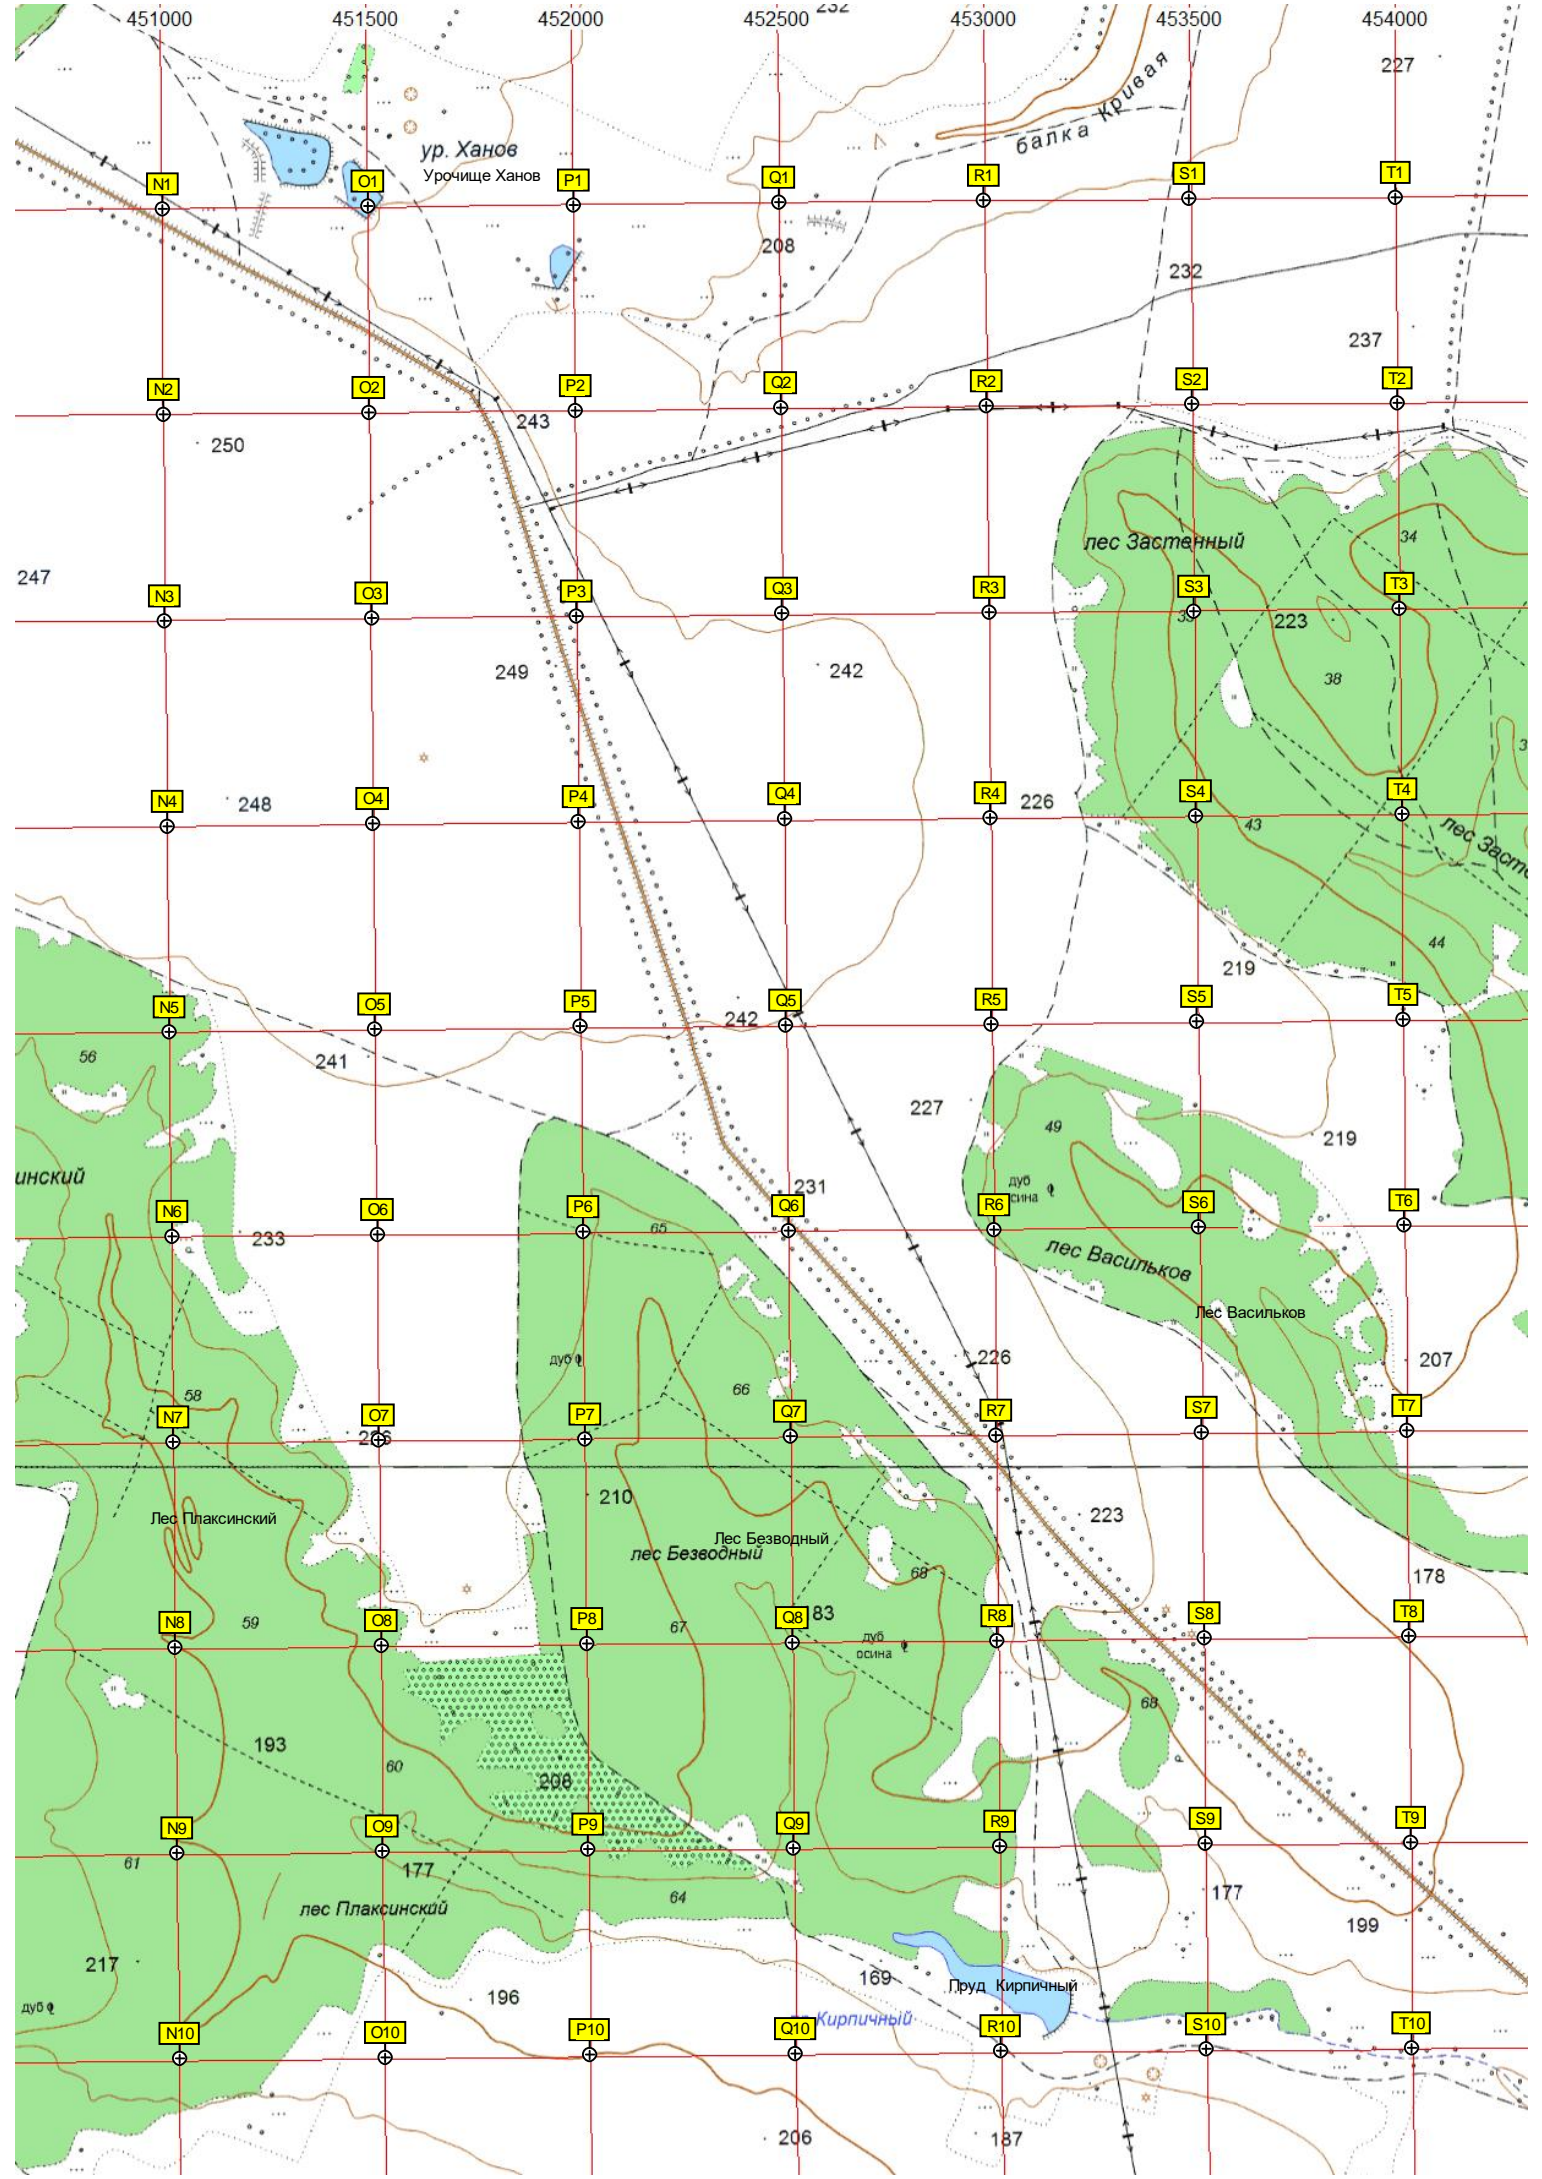 451000 451500 452000 452500 453000 453500 454000
232
227
балка Кривая
ур. Ханов
Урочище Ханов
N1 O1 P1 Q1 R1 S1 T1
208
232
237
N2 O2 P2 Q2 R2 S2 T2
243
250
лес Застенный
34
247
N3 O3 P3 Q3 R3 S3 T3
223
249
242
38
N4 O4 P4 Q4 R4 S4 T4
248
226
43
44
219
N5 O5 P5 Q5 R5 S5 T5
242
56
241
227
49
219
инский
дуб
231
N6 O6 P6 Q6 R6 S6 T6
233
65
лес Васильков
Лес Васильков
дуб
226
207
66
58
N7 O7 P7 Q7 R7 S7 T7
210
223
Лес Плаксинский
Лес Безводный
лес Безводный
68
178
N8 O8 P8 Q8 R8 S8 T8
59
67
83
дуб
осина
68
193
60
208
N9 O9 P9 Q9 R9 S9 T9
61
177
64
177
лес Плаксинский
199
217
169
Пруд Кирпичный
дуб
196
Кирпичный
N10 O10 P10 Q10 R10 S10 T10
206
187